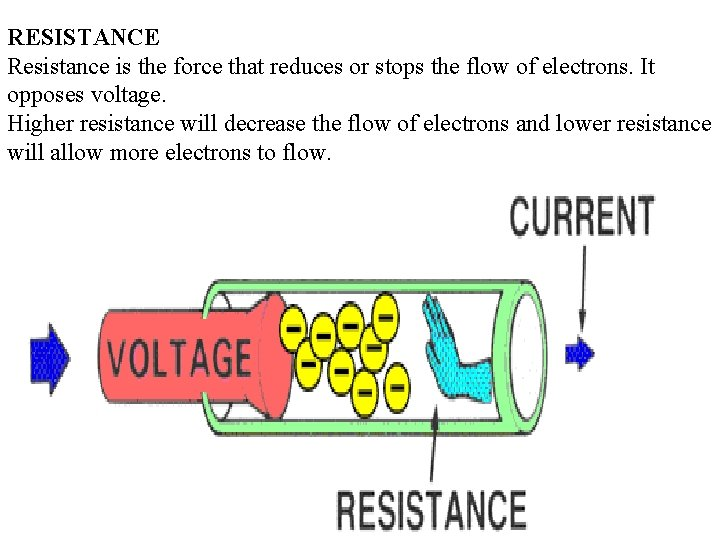 RESISTANCE
Resistance is the force that reduces or stops the flow of electrons. It
opposes voltage.
Higher resistance will decrease the flow of electrons and lower resistance
will allow more electrons to flow.
CURRENT
VOLTAGE
RESISTANCE